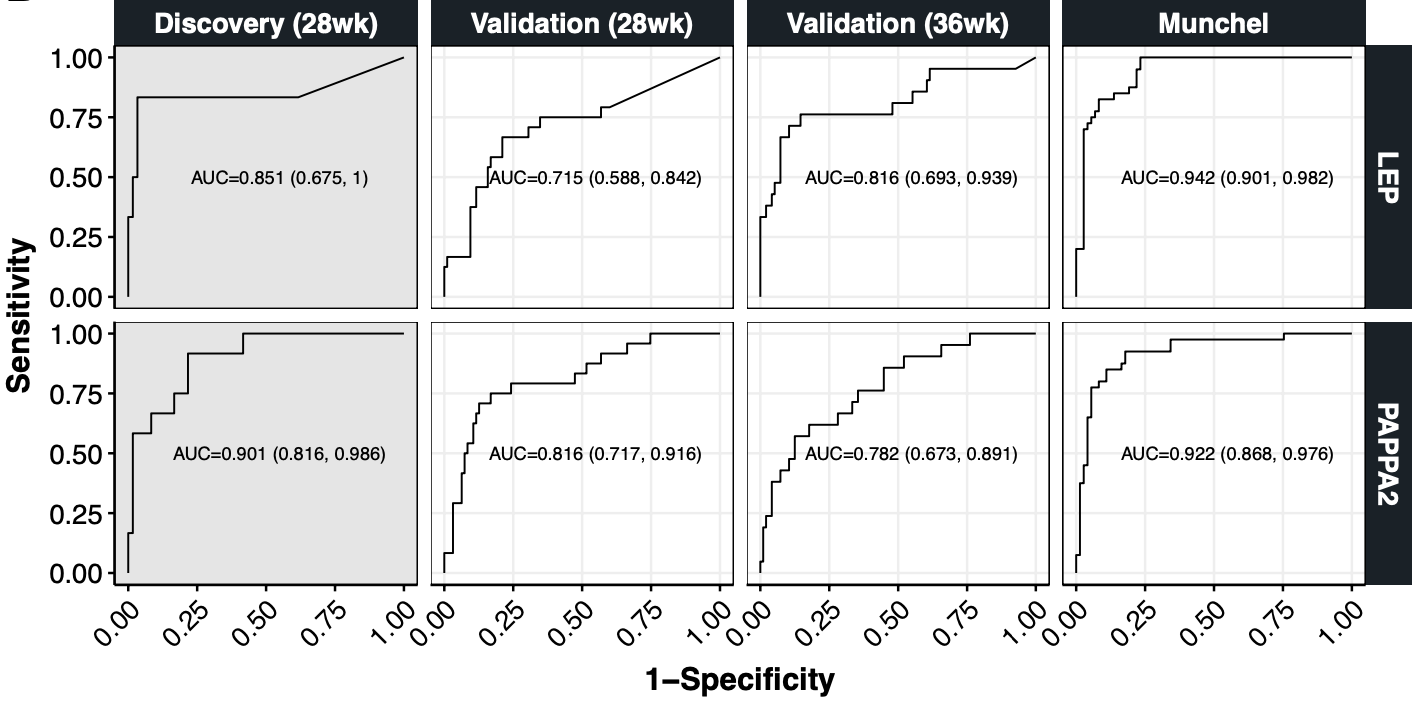 Discovery (28wk) Validation (28wk) Validation (36wk) Munchel
1.00
0.75
0.50
0.25
0.00
AUC=0.851 (0.675, 1) AUC=0.715 (0.588, 0.842) AUC=0.816 (0.693, 0.939) AUC=0.942 (0.901, 0.982)
LEP
Sensitivity
1.00
0.75
0.50
0.25
0.00
AUC=0.901 (0.816, 0.986) AUC=0.816 (0.717, 0.916) AUC=0.782 (0.673, 0.891) AUC=0.922 (0.868, 0.976)
PAPPA2
0.00 0.25 0.50 0.75 1.00 0.00 0.25 0.50 0.75 1.00 0.00 0.25 0.50 0.75 1.00 0.00 0.25 0.50 0.75 1.00
1−Specificity